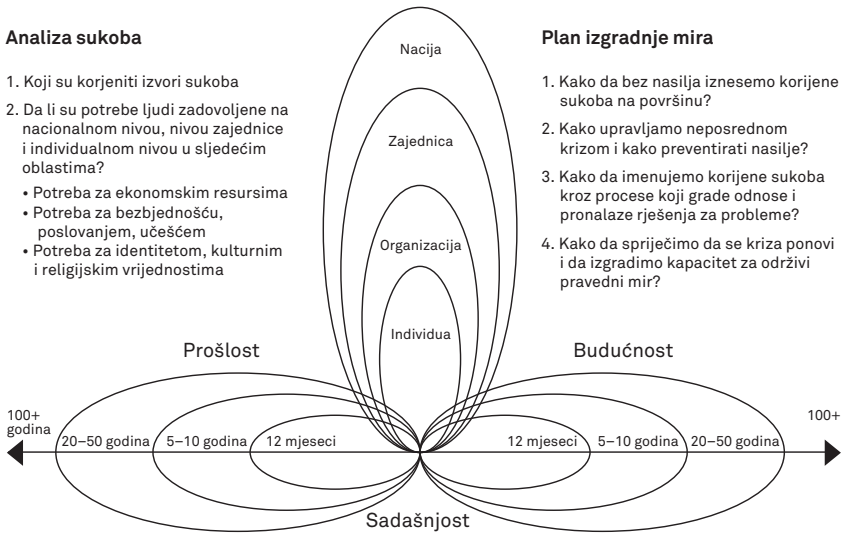 Analiza sukoba
1. Koji su korjeniti izvori sukoba
2. Da li su potrebe ljudi zadovoljene na
nacionalnom nivou, nivou zajednice
i individualnom nivou u sljedećim
oblastima?
• Potreba za ekonomskim resursima
• Potreba za bezbjednošću,
poslovanjem, učešćem
• Potreba za identitetom, kulturnim
i religijskim vrijednostima
Nacija
Zajednica
Organizacija
Individua
Plan izgradnje mira
1. Kako da bez nasilja iznesemo korijene
sukoba na površinu?
2. Kako upravljamo neposrednom
krizom i kako preventirati nasilje?
3. Kako da imenujemo korijene sukoba
kroz procese koji grade odnose i
pronalaze rješenja za probleme?
4. Kako da spriječimo da se kriza ponovi
i da izgradimo kapacitet za održivi
pravedni mir?
Prošlost
Budućnost
100+
godina
20–50 godina
5–10 godina
12 mjeseci
12 mjeseci
5–10 godina
20–50 godina
100+
Sadašnjost